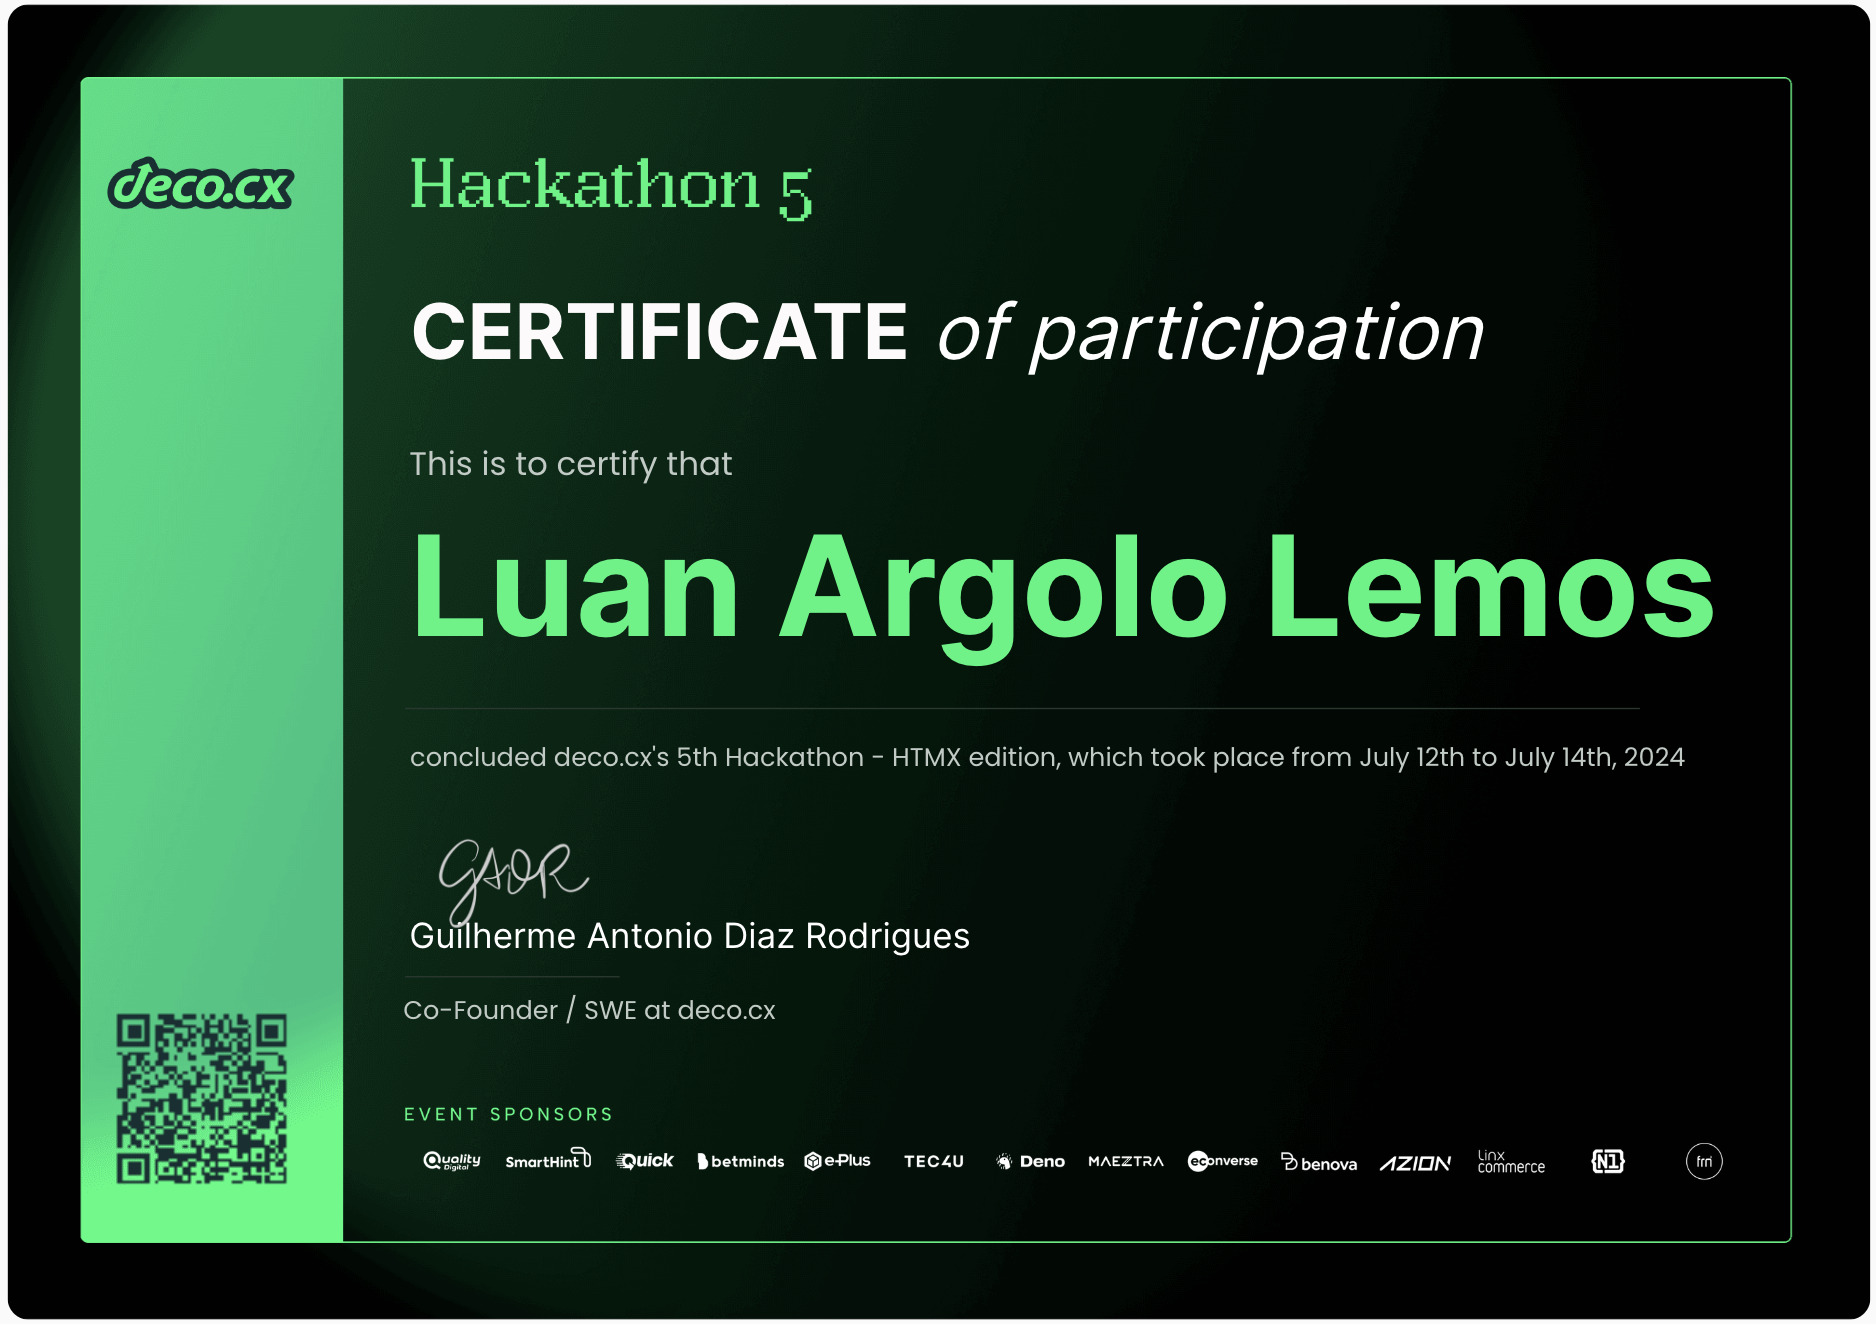 deco.cx
Hackathon 5
CERTIFICATE of participation
This is to certify that
Luan Argolo Lemos
concluded deco.cx's 5th Hackathon - HTMX edition, which took place from July 12th to July 14th, 2024
GADR
Guilherme Antonio Diaz Rodrigues
Co-Founder / SWE at deco.cx
EVENT SPONSORS
Quality Digital SmartHint Quick betminds e-Plus TEC4U Deno MAEZTRA econverse benova AZION Linx commerce N1 frn